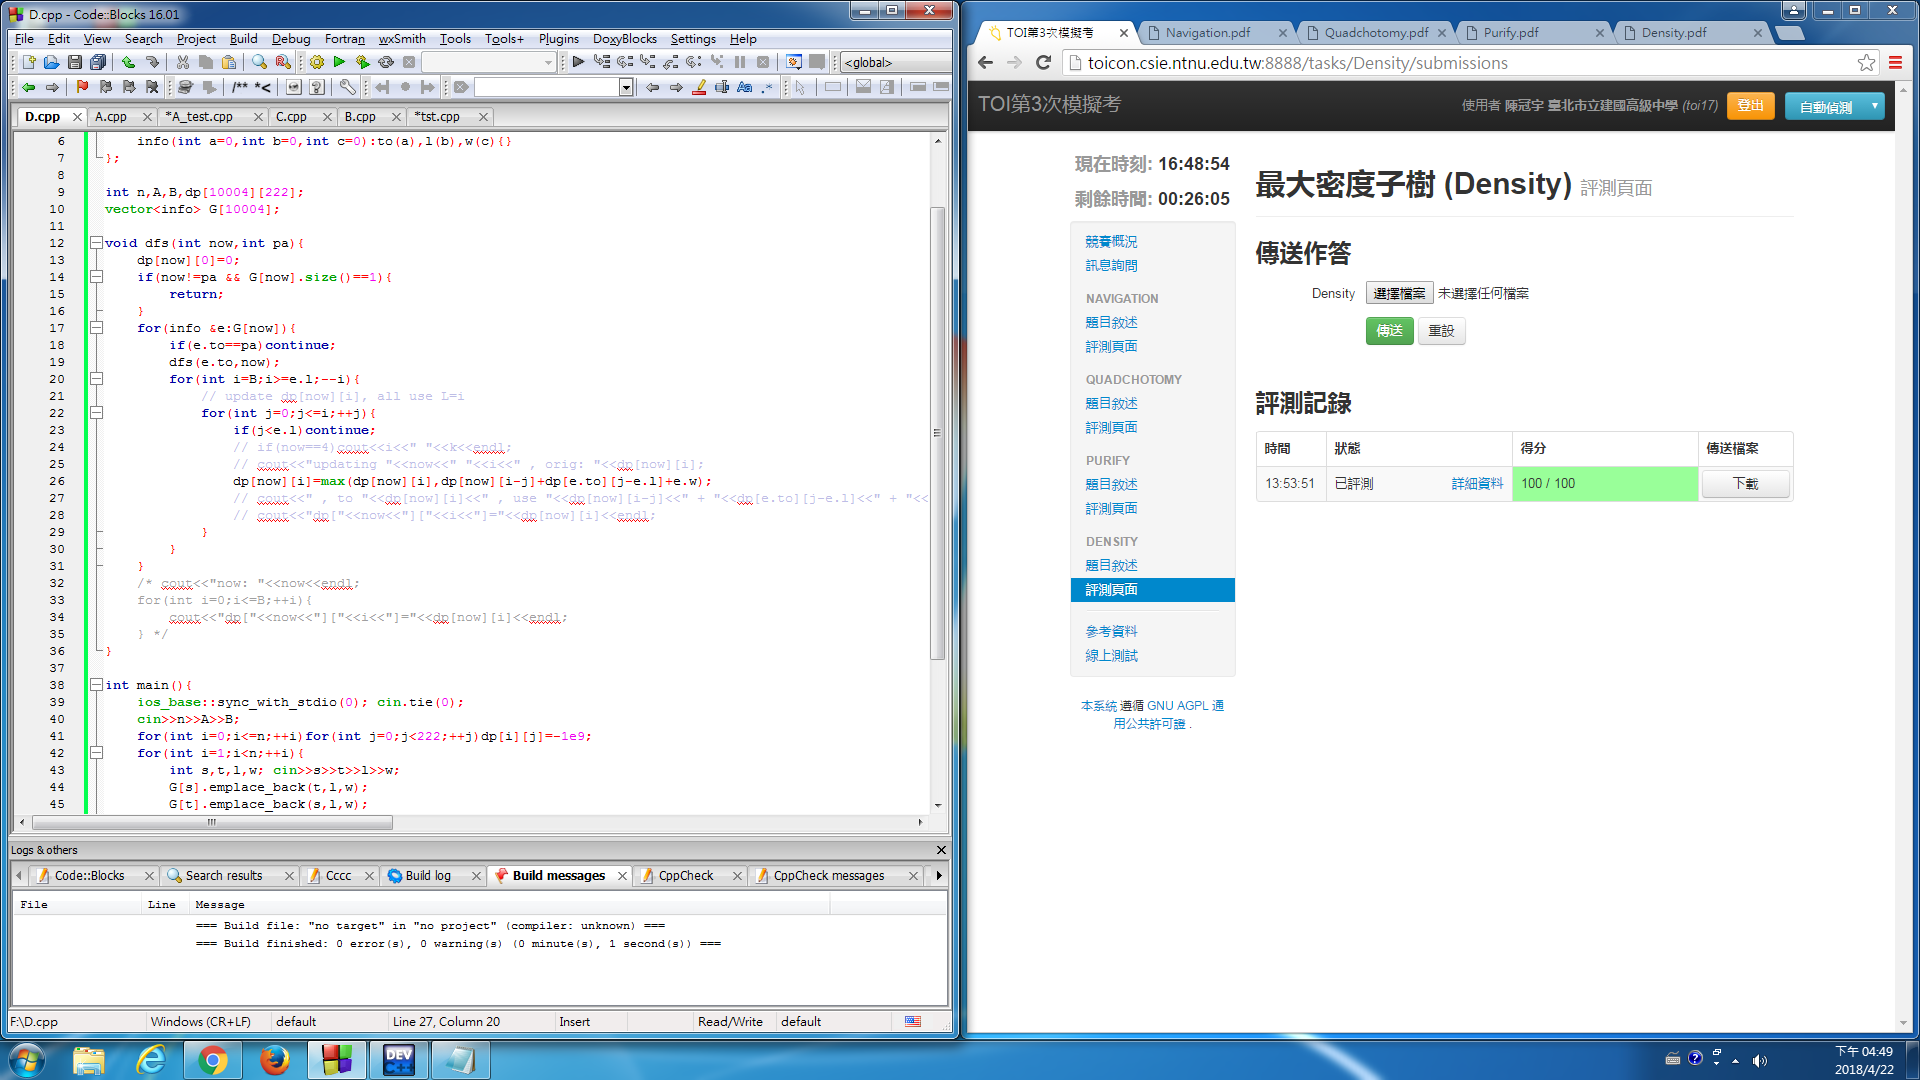 D.cpp - Code::Blocks 16.01
File Edit View Search Project Build Debug Fortran wxSmith Tools Tools+ Plugins DoxyBlocks Settings Help
<global>
/** *<
D.cpp A.cpp *A_test.cpp C.cpp B.cpp *tst.cpp
6 info(int a=0,int b=0,int c=0):to(a),l(b),w(c){}
7 };
8
9 int n,A,B,dp[10004][222];
10 vector<info> G[10004];
11
12 void dfs(int now,int pa){
13 dp[now][0]=0;
14 if(now!=pa && G[now].size()==1){
15 return;
16 }
17 for(info &e:G[now]){
18 if(e.to==pa)continue;
19 dfs(e.to,now);
20 for(int i=B;i>=e.l;--i){
21 // update dp[now][i], all use L=i
22 for(int j=0;j<=i;++j){
23 if(j<e.l)continue;
24 // if(now==4)cout<<i<<" "<<k<<endl;
25 // cout<<"updating "<<now<<" "<<i<<" , orig: "<<dp[now][i];
26 dp[now][i]=max(dp[now][i],dp[now][i-j]+dp[e.to][j-e.l]+e.w);
27 // cout<<" , to "<<dp[now][i]<<" , use "<<dp[now][i-j]<<" + "<<dp[e.to][j-e.l]<<" + "<<
28 // cout<<"dp["<<now<<"]["<<i<<"]="<<dp[now][i]<<endl;
29 }
30 }
31 }
32 /* cout<<"now: "<<now<<endl;
33 for(int i=0;i<=B;++i){
34 cout<<"dp["<<now<<"]["<<i<<"]="<<dp[now][i]<<endl;
35 } */
36 }
37
38 int main(){
39 ios_base::sync_with_stdio(0); cin.tie(0);
40 cin>>n>>A>>B;
41 for(int i=0;i<=n;++i)for(int j=0;j<222;++j)dp[i][j]=-1e9;
42 for(int i=1;i<n;++i){
43 int s,t,l,w; cin>>s>>t>>l>>w;
44 G[s].emplace_back(t,l,w);
45 G[t].emplace_back(s,l,w);
Logs & others
Code::Blocks Search results Cccc Build log Build messages CppCheck CppCheck messages
File Line Message
=== Build file: "no target" in "no project" (compiler: unknown) ===
=== Build finished: 0 error(s), 0 warning(s) (0 minute(s), 1 second(s)) ===
F:\D.cpp Windows (CR+LF) default Line 27, Column 20 Insert Read/Write default
TOI第3次模擬考 Navigation.pdf Quadchotomy.pdf Purify.pdf Density.pdf
toicon.csie.ntnu.edu.tw:8888/tasks/Density/submissions
TOI第3次模擬考 使用者 陳冠宇 臺北市立建國高級中學 (toi17) 登出 自動偵測
現在時刻: 16:48:54
剩餘時間: 00:26:05
競賽概況
訊息詢問
NAVIGATION
題目敘述
評測頁面
QUADCHOTOMY
題目敘述
評測頁面
PURIFY
題目敘述
評測頁面
DENSITY
題目敘述
評測頁面
參考資料
線上測試
本系統 遵循 GNU AGPL 通
用公共許可證 .
最大密度子樹 (Density) 評測頁面
傳送作答
Density 選擇檔案 未選擇任何檔案
傳送 重設
評測記錄
時間 狀態 得分 傳送檔案
13:53:51 已評測 詳細資料 100 / 100 下載
DEV C++
下午 04:49
2018/4/22